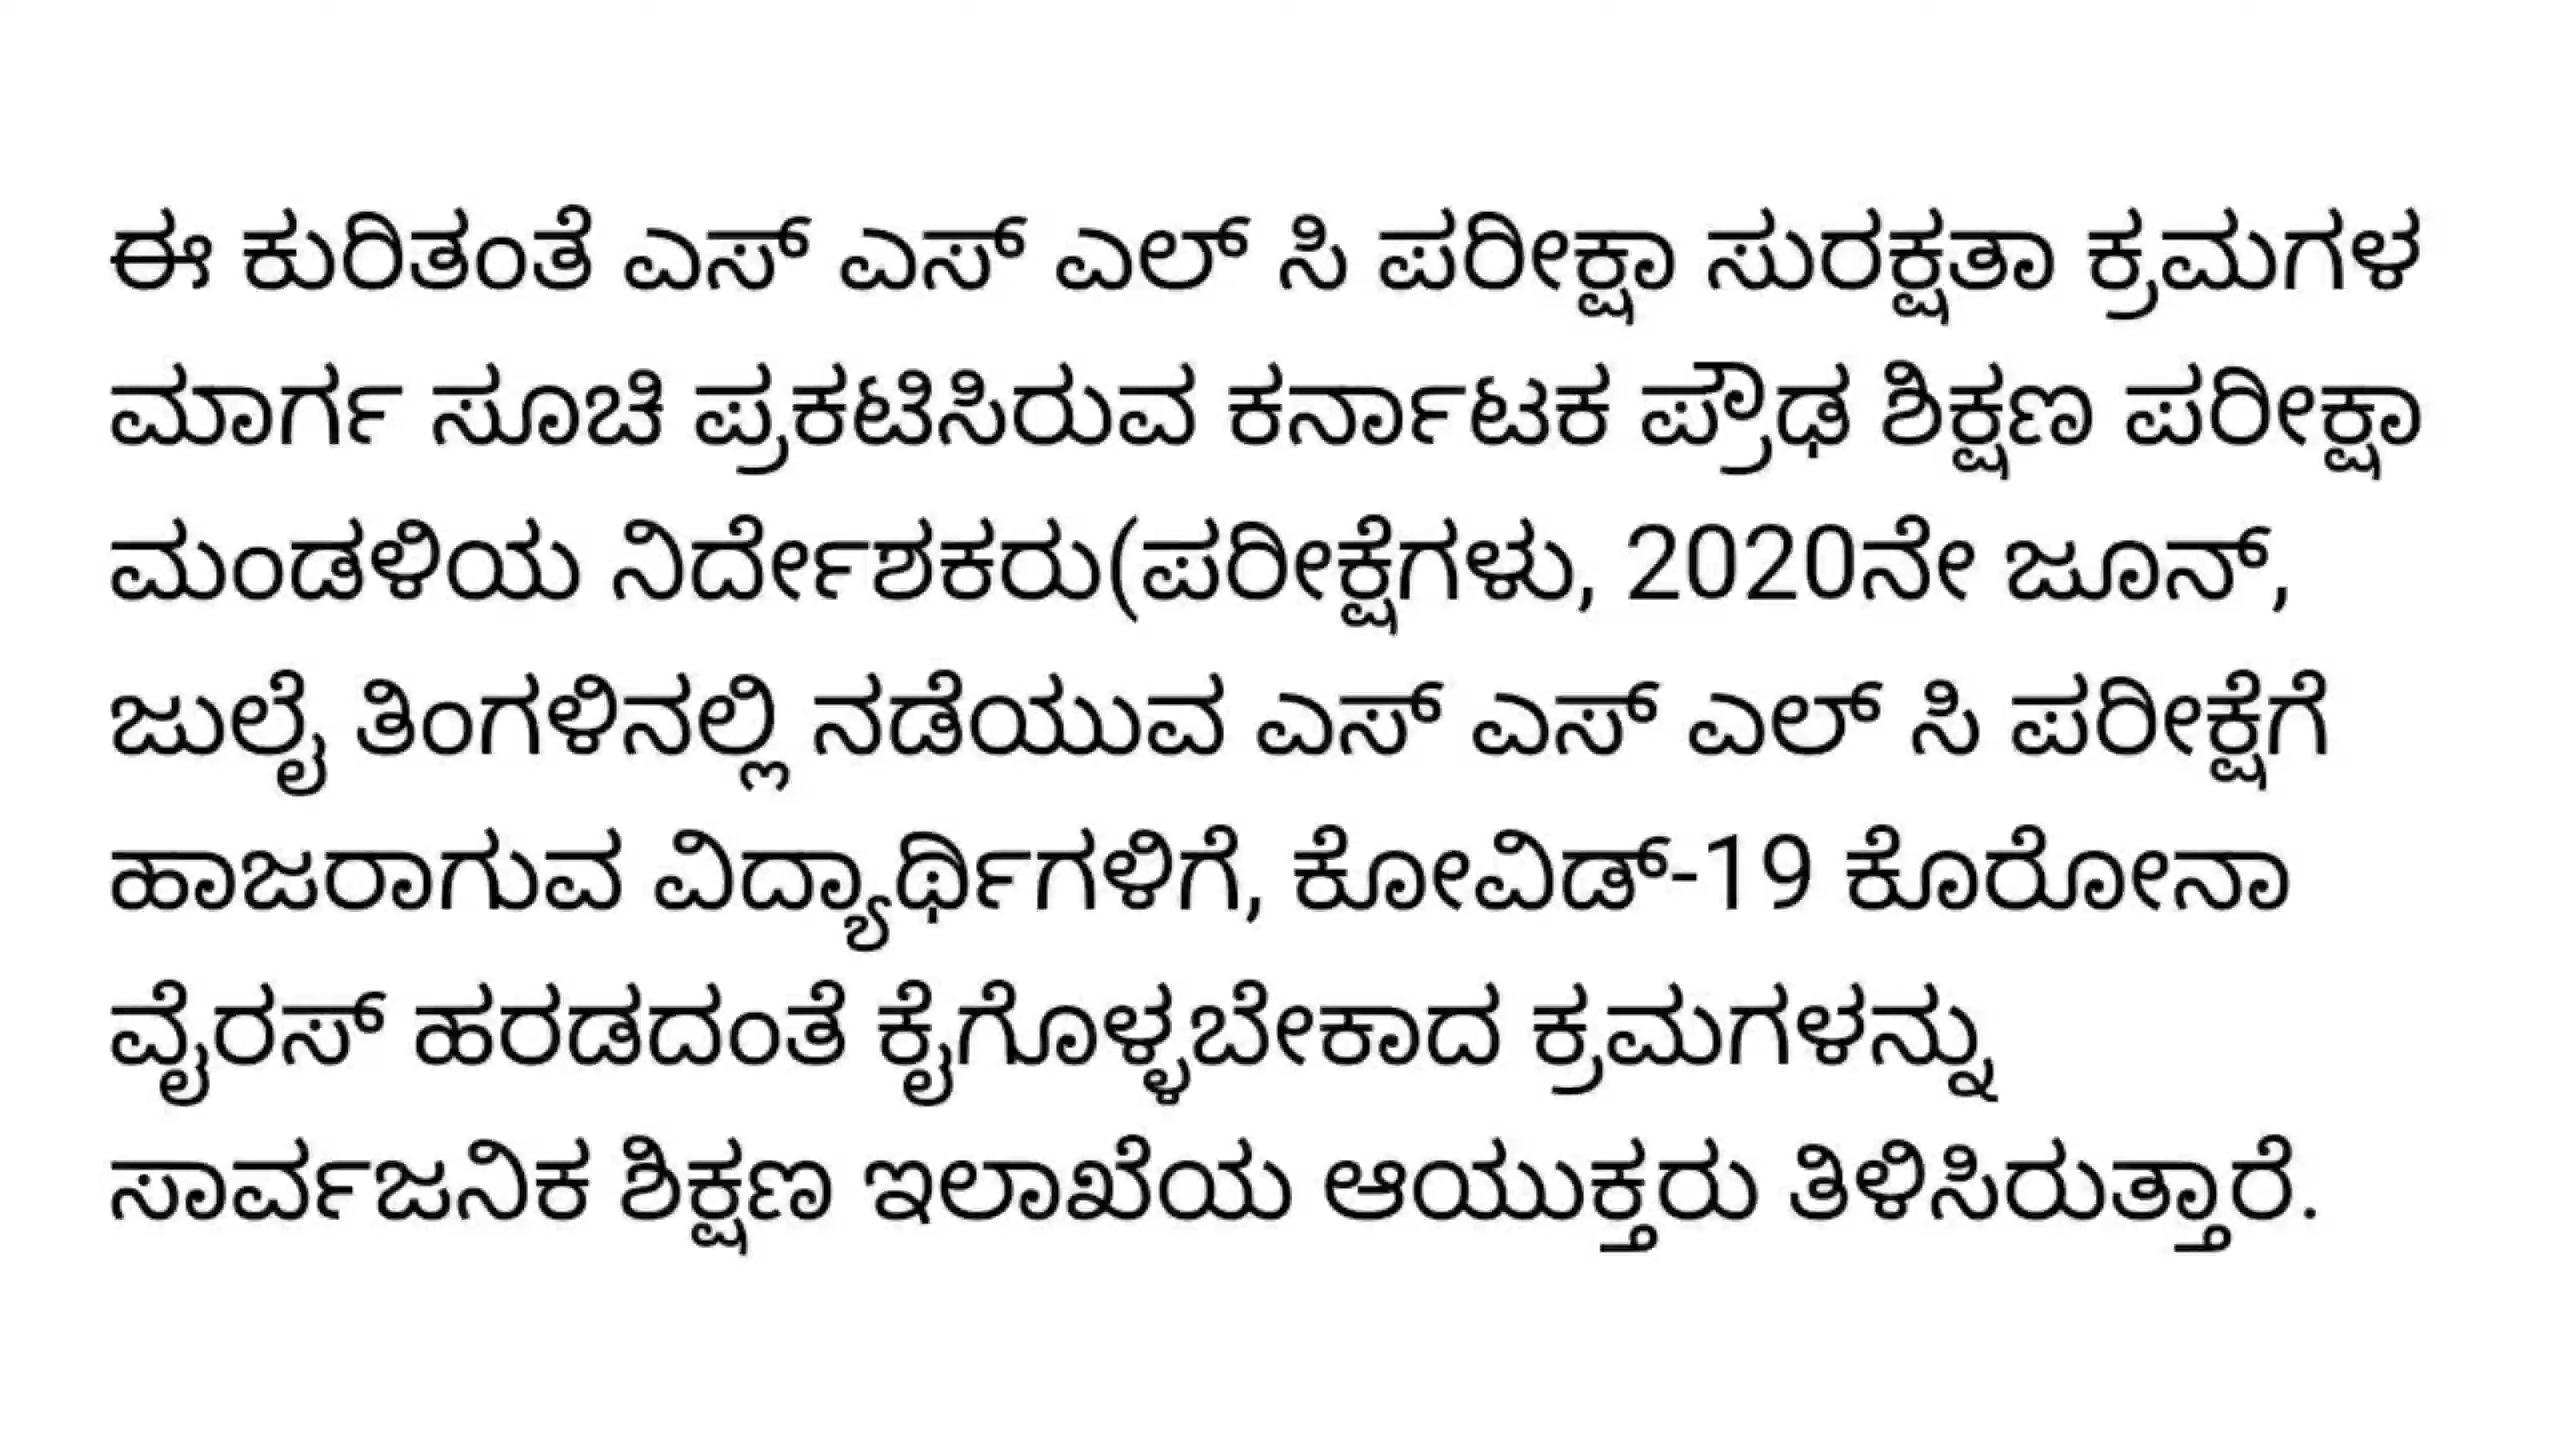 ಈ ಕುರಿತಂತೆ ಎಸ್ ಎಸ್ ಎಲ್ ಸಿ ಪರೀಕ್ಷಾ ಸುರಕ್ಷತಾ ಕ್ರಮಗಳ
ಮಾರ್ಗ ಸೂಚಿ ಪ್ರಕಟಿಸಿರುವ ಕರ್ನಾಟಕ ಪ್ರೌಢ ಶಿಕ್ಷಣ ಪರೀಕ್ಷಾ
ಮಂಡಳಿಯ ನಿರ್ದೇಶಕರು(ಪರೀಕ್ಷೆಗಳು, 2020ನೇ ಜೂನ್,
ಜುಲೈ ತಿಂಗಳಿನಲ್ಲಿ ನಡೆಯುವ ಎಸ್ ಎಸ್ ಎಲ್ ಸಿ ಪರೀಕ್ಷೆಗೆ
ಹಾಜರಾಗುವ ವಿದ್ಯಾರ್ಥಿಗಳಿಗೆ, ಕೋವಿಡ್-19 ಕೊರೋನಾ
ವೈರಸ್ ಹರಡದಂತೆ ಕೈಗೊಳ್ಳಬೇಕಾದ ಕ್ರಮಗಳನ್ನು
ಸಾರ್ವಜನಿಕ ಶಿಕ್ಷಣ ಇಲಾಖೆಯ ಆಯುಕ್ತರು ತಿಳಿಸಿರುತ್ತಾರೆ.